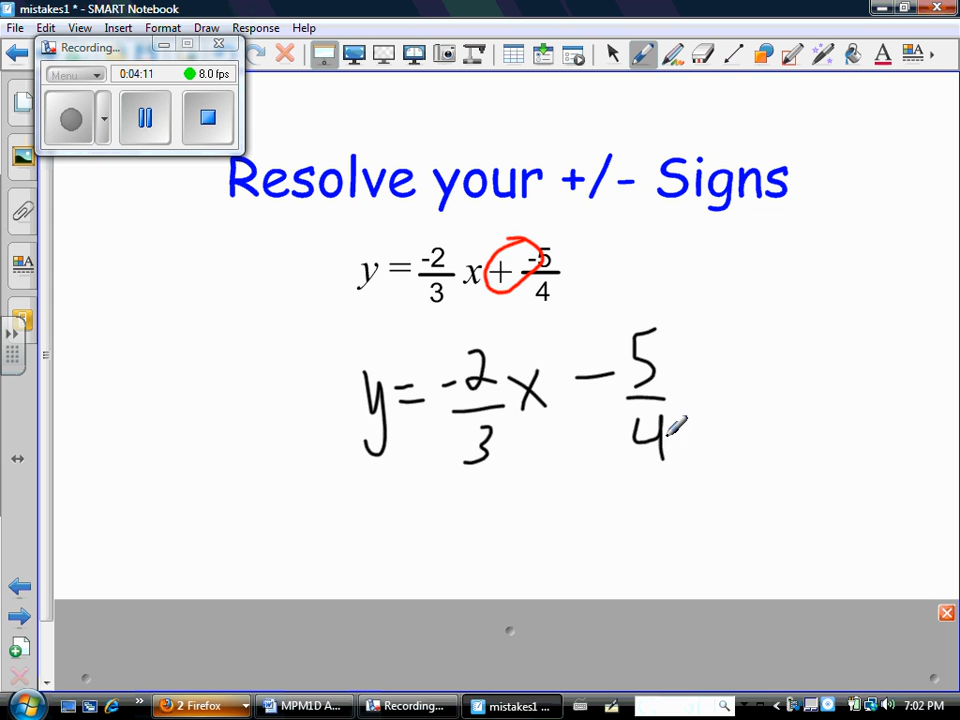 mistakes1 * - SMART Notebook
File Edit View Insert Format Draw Response Help
Recording...
Menu 0:04:11 8.0 fps
Resolve your +/- Signs
y = -2/3 x + -5/4
y = -2/3 x - 5/4
2 Firefox MPM1D A... Recording... mistakes1 ... 7:02 PM